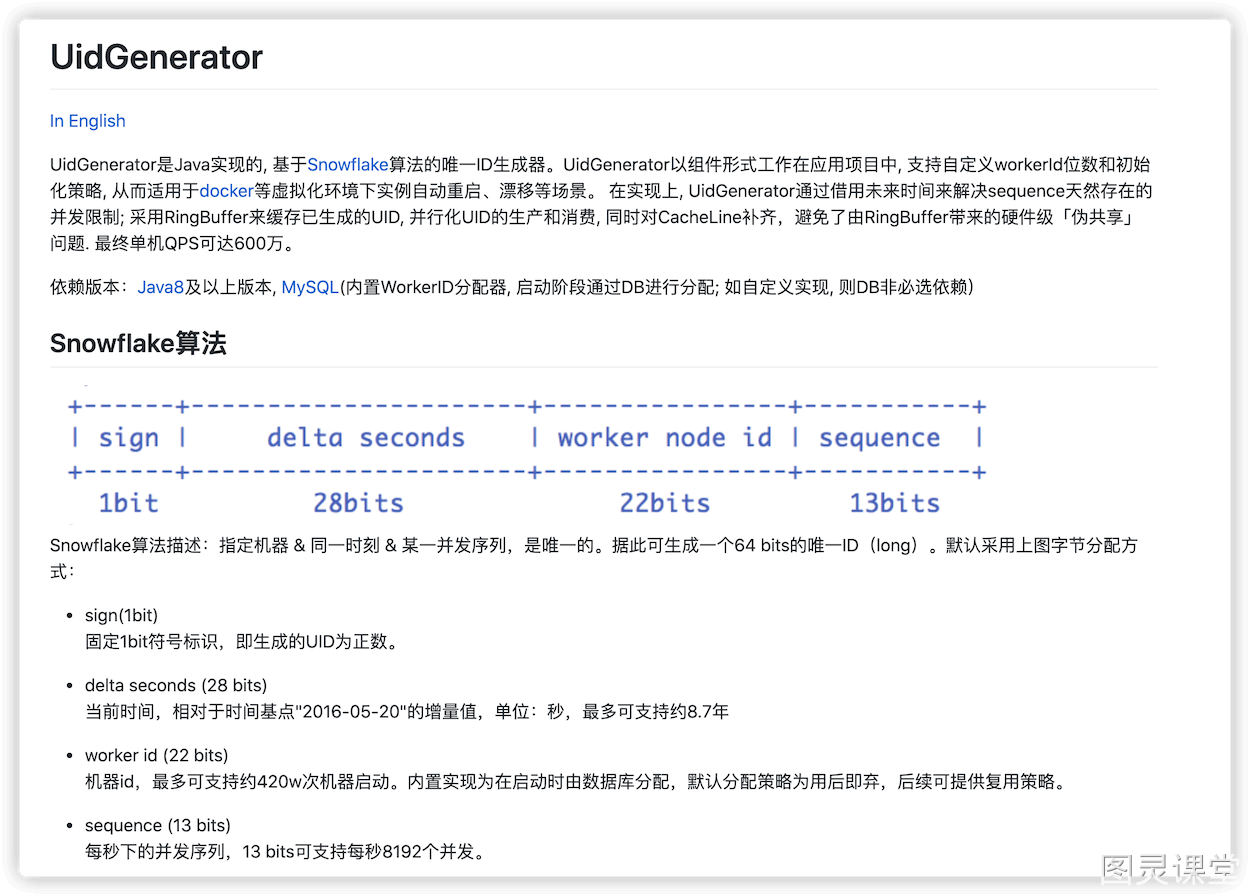 UidGenerator
In English
UidGenerator是Java实现的, 基于Snowflake算法的唯一ID生成器。UidGenerator以组件形式工作在应用项目中, 支持自定义workerId位数和初始
化策略, 从而适用于docker等虚拟化环境下实例自动重启、漂移等场景。 在实现上, UidGenerator通过借用未来时间来解决sequence天然存在的
并发限制; 采用RingBuffer来缓存已生成的UID, 并行化UID的生产和消费, 同时对CacheLine补齐，避免了由RingBuffer带来的硬件级「伪共享」
问题. 最终单机QPS可达600万。
依赖版本：Java8及以上版本, MySQL(内置WorkerID分配器, 启动阶段通过DB进行分配; 如自定义实现, 则DB非必选依赖)
Snowflake算法
+------+----------------------+----------------+-----------+
| sign |     delta seconds    | worker node id | sequence  |
+------+----------------------+----------------+-----------+
  1bit          28bits              22bits         13bits
Snowflake算法描述：指定机器 & 同一时刻 & 某一并发序列，是唯一的。据此可生成一个64 bits的唯一ID（long）。默认采用上图字节分配方
式：
• sign(1bit)
固定1bit符号标识，即生成的UID为正数。
• delta seconds (28 bits)
当前时间，相对于时间基点"2016-05-20"的增量值，单位：秒，最多可支持约8.7年
• worker id (22 bits)
机器id，最多可支持约420w次机器启动。内置实现为在启动时由数据库分配，默认分配策略为用后即弃，后续可提供复用策略。
• sequence (13 bits)
每秒下的并发序列，13 bits可支持每秒8192个并发。
图灵课堂